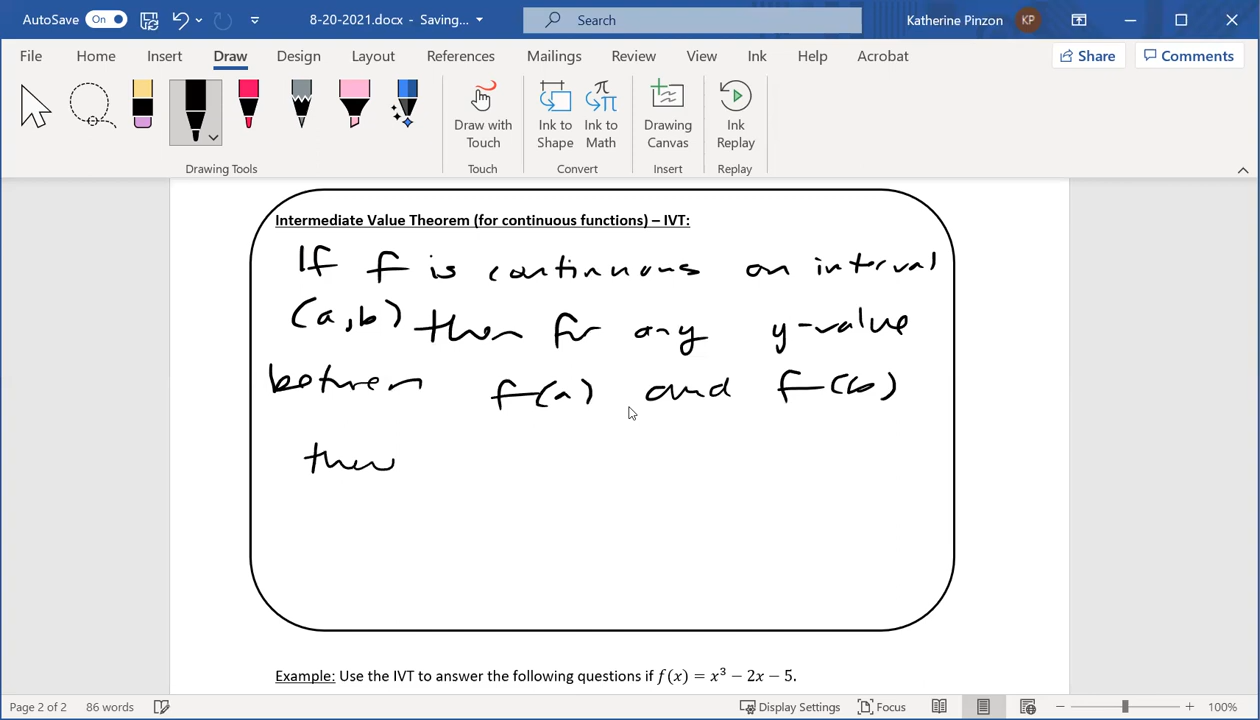 AutoSave On 8-20-2021.docx - Saving... Search Katherine Pinzon KP
File Home Insert Draw Design Layout References Mailings Review View Ink Help Acrobat Share Comments
Draw with Touch Ink to Shape Ink to Math Drawing Canvas Ink Replay
Drawing Tools Touch Convert Insert Replay
Intermediate Value Theorem (for continuous functions) – IVT:
If f is continuous on interval
(a,b) then for any y-value
between f(a) and f(b)
then
Example: Use the IVT to answer the following questions if f(x) = x³ − 2x − 5.
Page 2 of 2 86 words Display Settings Focus 100%